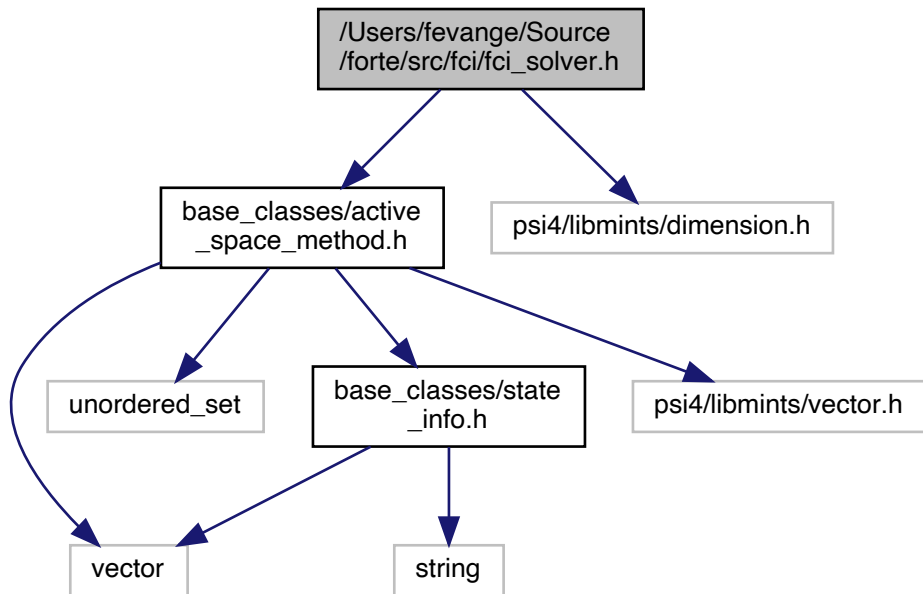 /Users/fevange/Source
/forte/src/fci/fci_solver.h
base_classes/active
_space_method.h
psi4/libmints/dimension.h
unordered_set
base_classes/state
_info.h
psi4/libmints/vector.h
vector
string